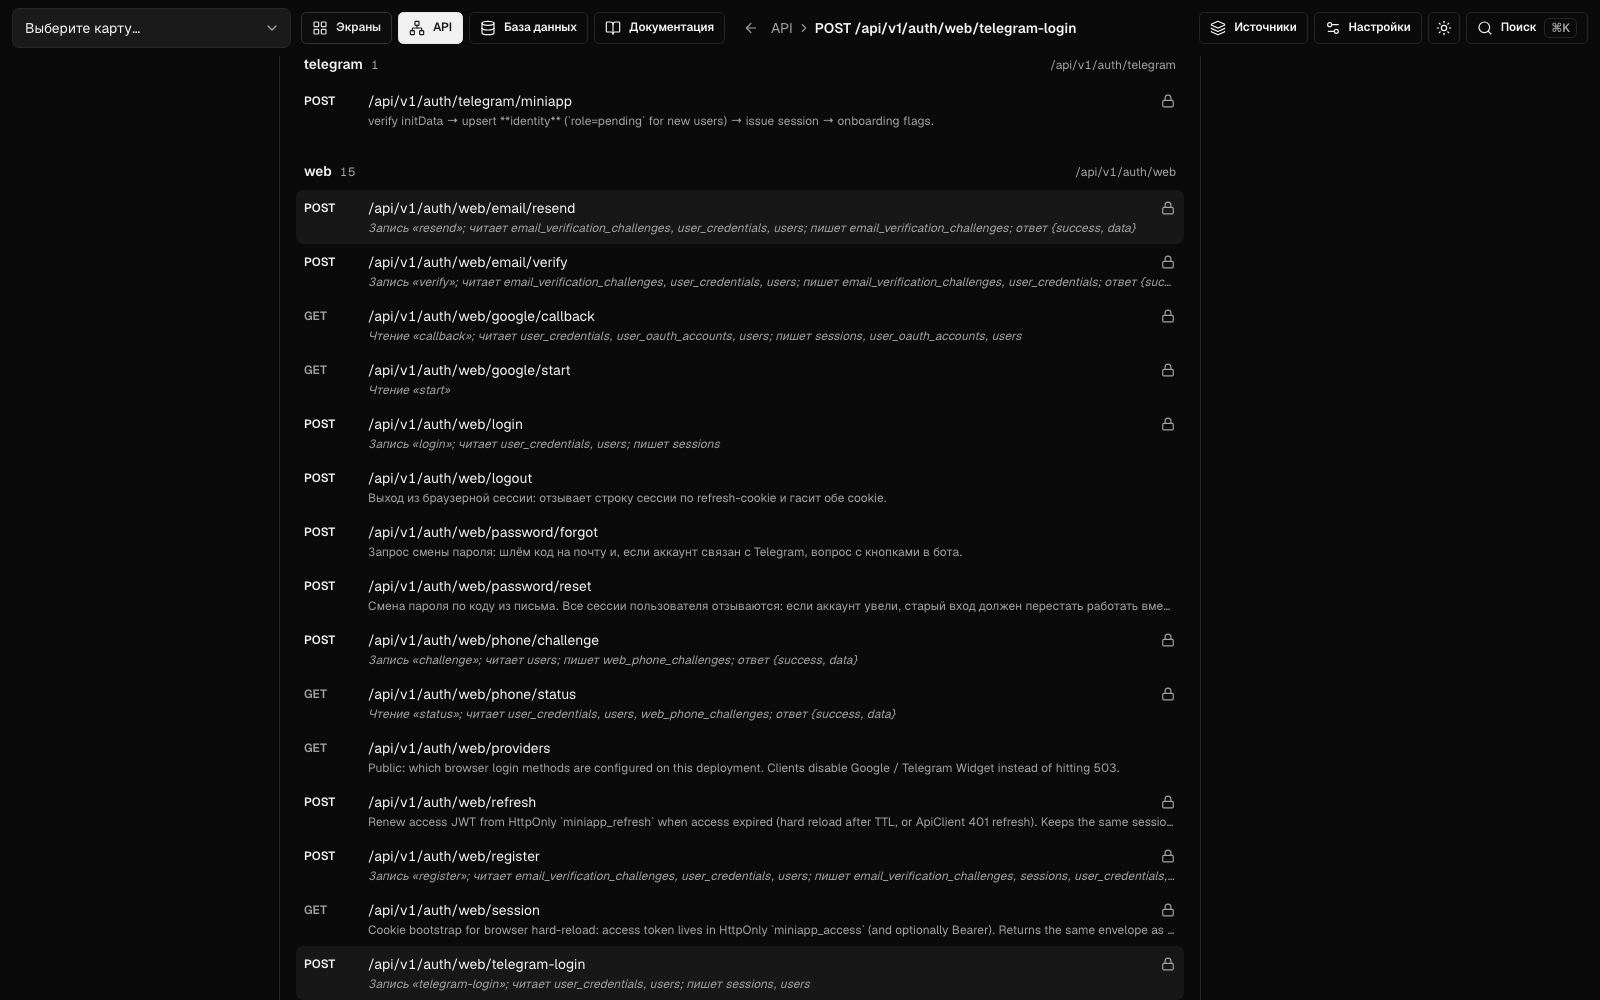 Выберите карту...
Экраны
API
База данных
Документация
API
POST /api/v1/auth/web/telegram-login
Источники
Настройки
Поиск ⌘K
telegram 1 /api/v1/auth/telegram
POST /api/v1/auth/telegram/miniapp
verify initData → upsert **identity** (`role=pending` for new users) → issue session → onboarding flags.
web 15 /api/v1/auth/web
POST /api/v1/auth/web/email/resend
Запись «resend»; читает email_verification_challenges, user_credentials, users; пишет email_verification_challenges; ответ {success, data}
POST /api/v1/auth/web/email/verify
Запись «verify»; читает email_verification_challenges, user_credentials, users; пишет email_verification_challenges, user_credentials; ответ {suc...
GET /api/v1/auth/web/google/callback
Чтение «callback»; читает user_credentials, user_oauth_accounts, users; пишет sessions, user_oauth_accounts, users
GET /api/v1/auth/web/google/start
Чтение «start»
POST /api/v1/auth/web/login
Запись «login»; читает user_credentials, users; пишет sessions
POST /api/v1/auth/web/logout
Выход из браузерной сессии: отзывает строку сессии по refresh-cookie и гасит обе cookie.
POST /api/v1/auth/web/password/forgot
Запрос смены пароля: шлём код на почту и, если аккаунт связан с Telegram, вопрос с кнопками в бота.
POST /api/v1/auth/web/password/reset
Смена пароля по коду из письма. Все сессии пользователя отзываются: если аккаунт увели, старый вход должен перестать работать вме...
POST /api/v1/auth/web/phone/challenge
Запись «challenge»; читает users; пишет web_phone_challenges; ответ {success, data}
GET /api/v1/auth/web/phone/status
Чтение «status»; читает user_credentials, users, web_phone_challenges; ответ {success, data}
GET /api/v1/auth/web/providers
Public: which browser login methods are configured on this deployment. Clients disable Google / Telegram Widget instead of hitting 503.
POST /api/v1/auth/web/refresh
Renew access JWT from HttpOnly `miniapp_refresh` when access expired (hard reload after TTL, or ApiClient 401 refresh). Keeps the same sessio...
POST /api/v1/auth/web/register
Запись «register»; читает email_verification_challenges, user_credentials, users; пишет email_verification_challenges, sessions, user_credentials,...
GET /api/v1/auth/web/session
Cookie bootstrap for browser hard-reload: access token lives in HttpOnly `miniapp_access` (and optionally Bearer). Returns the same envelope as ...
POST /api/v1/auth/web/telegram-login
Запись «telegram-login»; читает user_credentials, users; пишет sessions, users